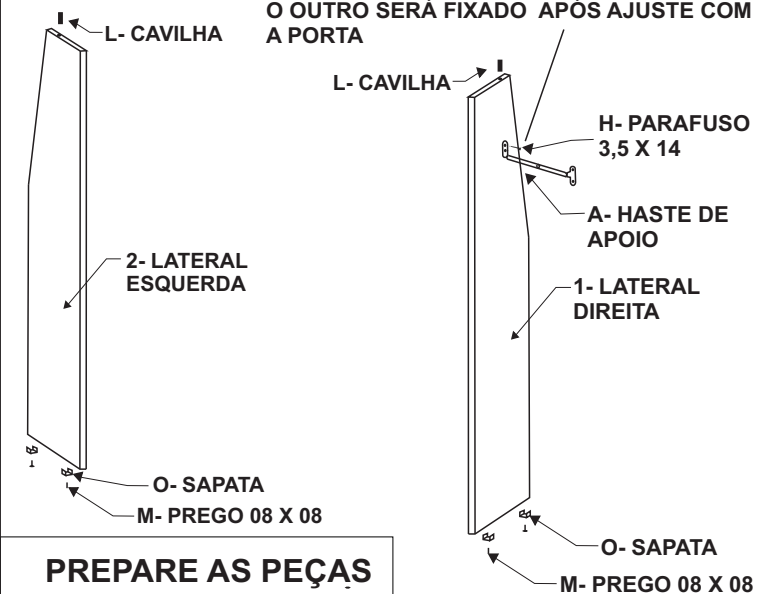 O OUTRO SERÁ FIXADO APÓS AJUSTE COM
A PORTA
L- CAVILHA
L- CAVILHA
H- PARAFUSO
3,5 X 14
A- HASTE DE
APOIO
2- LATERAL
ESQUERDA
1- LATERAL
DIREITA
O- SAPATA
M- PREGO 08 X 08
O- SAPATA
M- PREGO 08 X 08
PREPARE AS PEÇAS